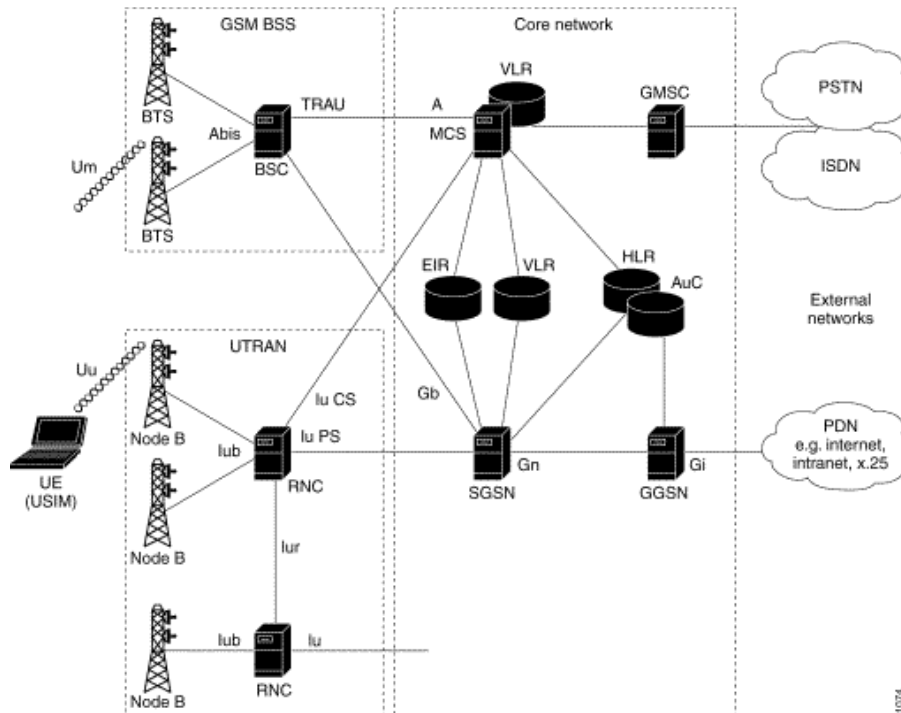 GSM BSS
Core network
VLR
GMSC
PSTN
TRAU
A
BTS
Abis
MCS
BSC
Um
ISDN
BTS
EIR
VLR
HLR
AuC
External
networks
UTRAN
Uu
Iu CS
Gb
Node B
Iu PS
PDN
e.g. internet,
intranet, x.25
Iub
Gn
Gi
UE
(USIM)
RNC
SGSN
GGSN
Node B
Iur
Iub
Iu
RNC
Node B
1074